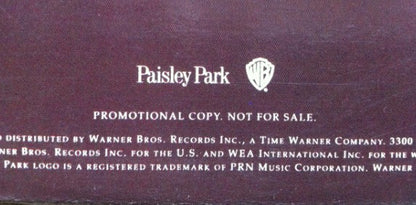 Paisley Park WB
PROMOTIONAL COPY. NOT FOR SALE.
DISTRIBUTED BY WARNER BROS. RECORDS INC., A TIME WARNER COMPANY. 3300
BROS. RECORDS INC. FOR THE U.S. AND WEA INTERNATIONAL INC. FOR THE
PARK LOGO IS A REGISTERED TRADEMARK OF PRN MUSIC CORPORATION. WARNER